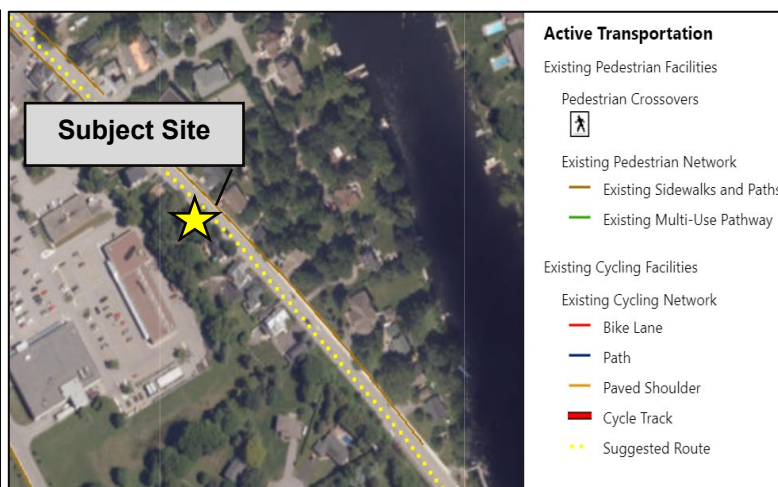 Subject Site
Active Transportation
Existing Pedestrian Facilities
Pedestrian Crossovers
Existing Pedestrian Network
Existing Sidewalks and Paths
Existing Multi-Use Pathway
Existing Cycling Facilities
Existing Cycling Network
Bike Lane
Path
Paved Shoulder
Cycle Track
Suggested Route